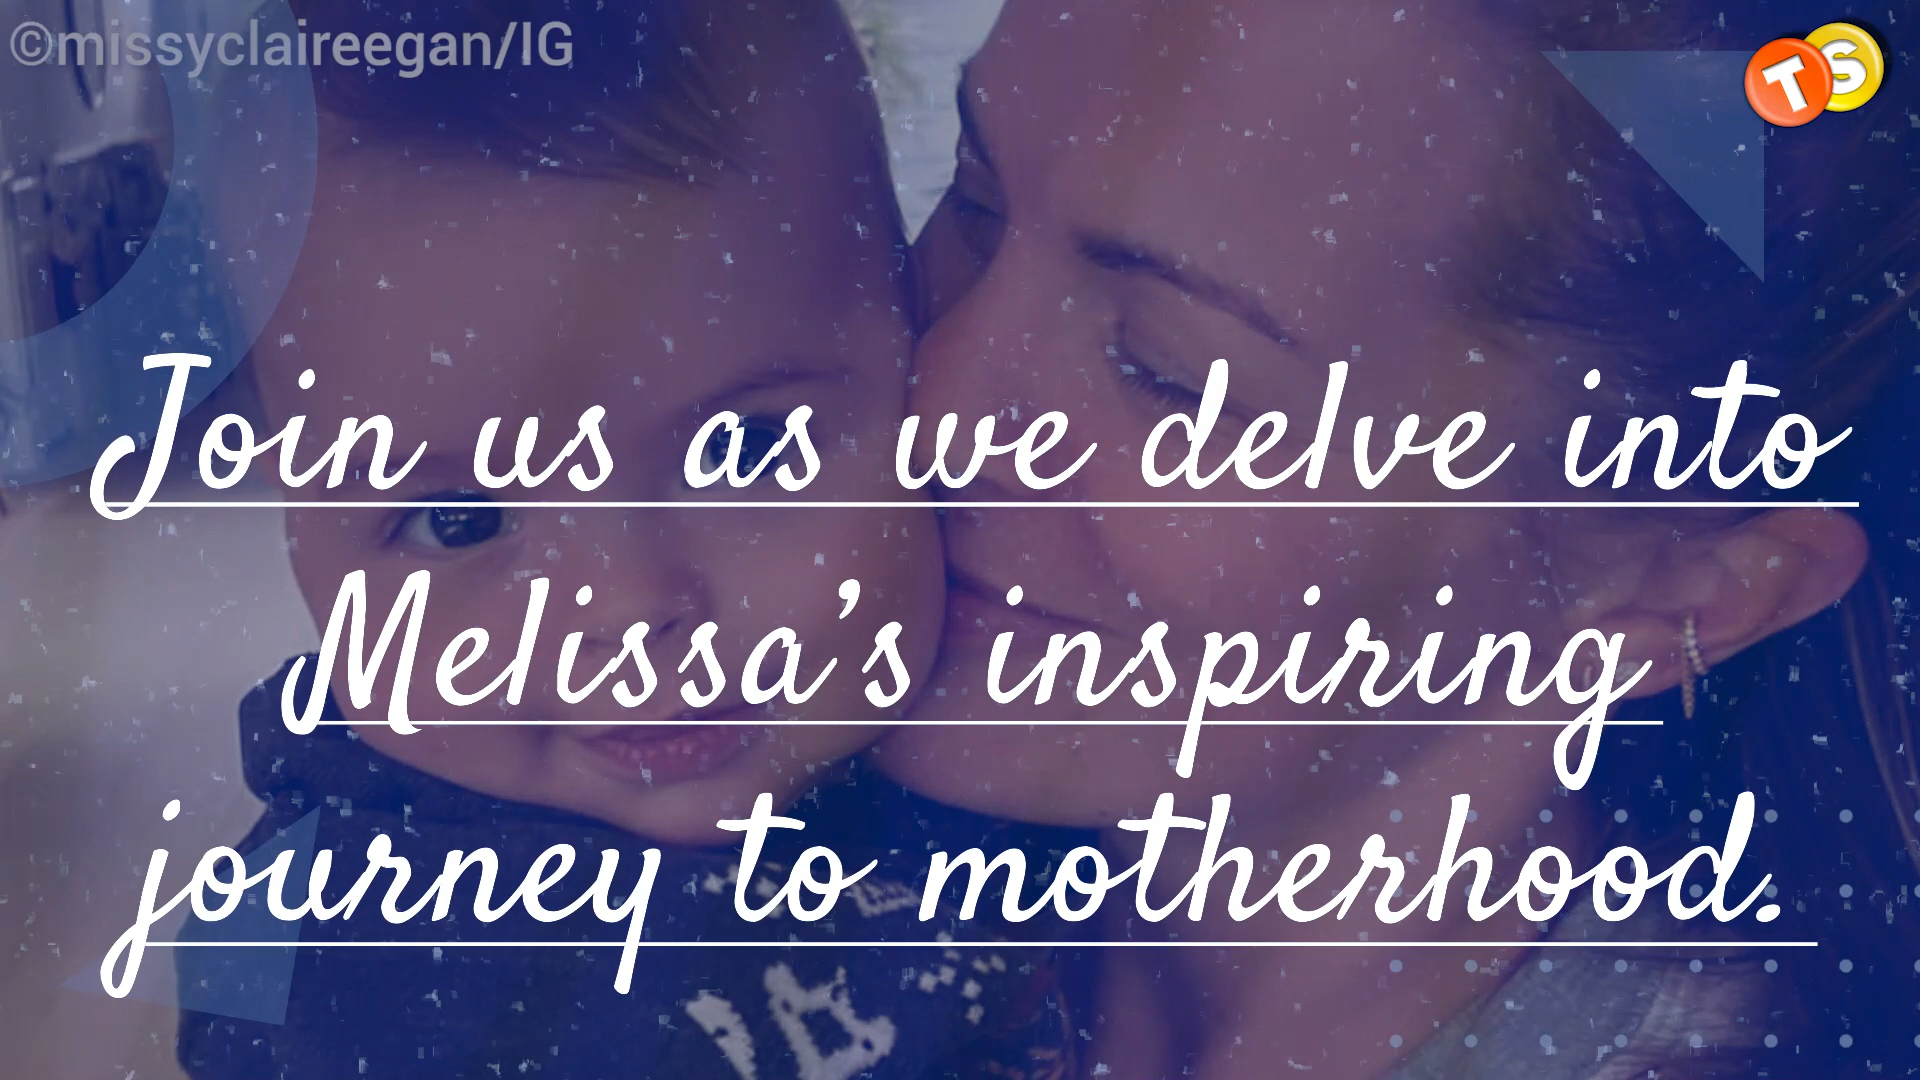 ©missyclaireegan/IG
TS
Join us as we delve into
Melissa’s inspiring
journey to motherhood.